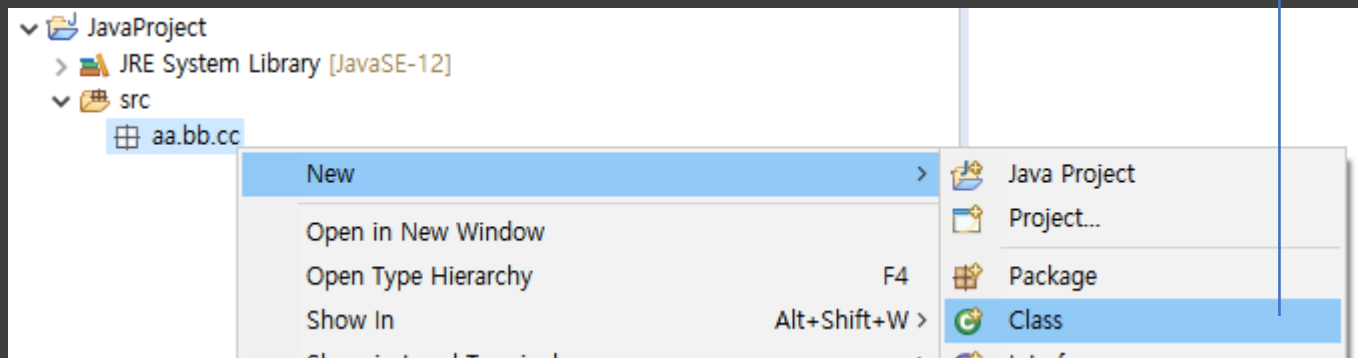 JavaProject
JRE System Library [JavaSE-12]
src
aa.bb.cc
New
Open in New Window
Open Type Hierarchy F4
Show In Alt+Shift+W >
Java Project
Project...
Package
Class